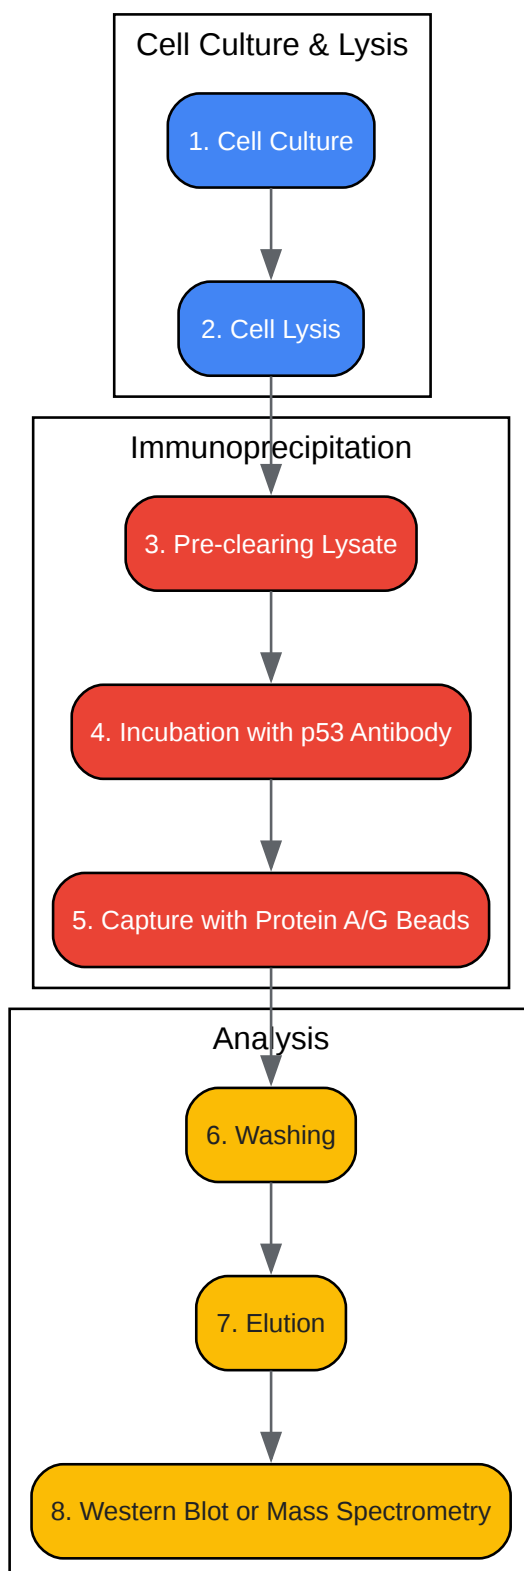 Cell Culture & Lysis
1. Cell Culture
2. Cell Lysis
Immunoprecipitation
3. Pre-clearing Lysate
4. Incubation with p53 Antibody
5. Capture with Protein A/G Beads
Analysis
6. Washing
7. Elution
8. Western Blot or Mass Spectrometry